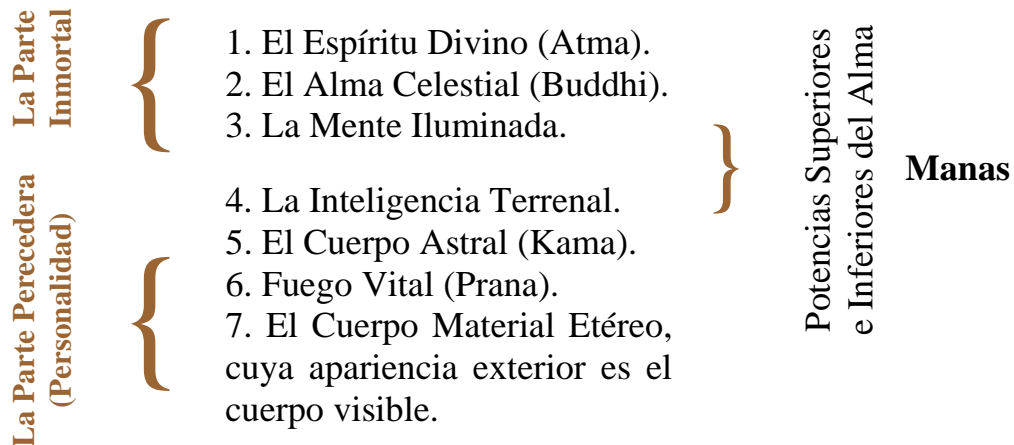 La Parte
Inmortal
1. El Espíritu Divino (Atma).
2. El Alma Celestial (Buddhi).
3. La Mente Iluminada.
La Parte Perecedera
(Personalidad)
4. La Inteligencia Terrenal.
5. El Cuerpo Astral (Kama).
6. Fuego Vital (Prana).
7. El Cuerpo Material Etéreo,
cuya apariencia exterior es el
cuerpo visible.
Potencias Superiores
e Inferiores del Alma
Manas